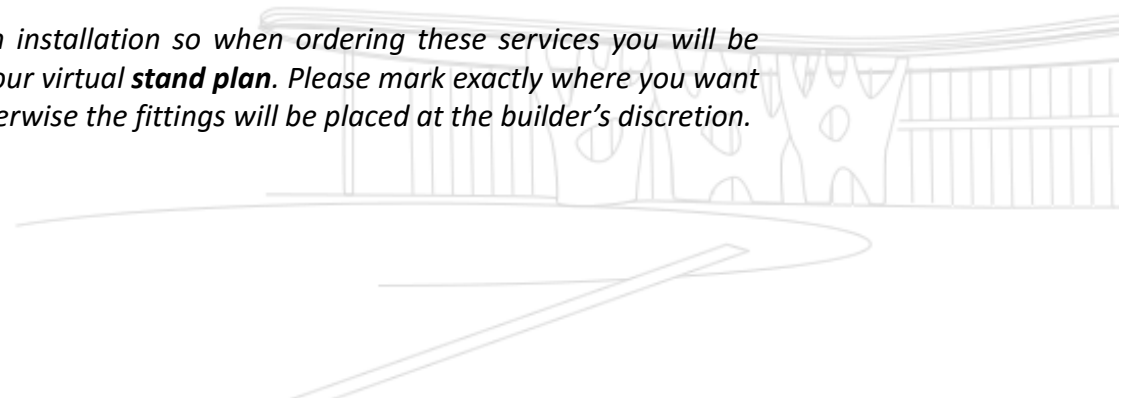 installation so when ordering these services you will be
our virtual stand plan. Please mark exactly where you want
erwise the fittings will be placed at the builder's discretion.